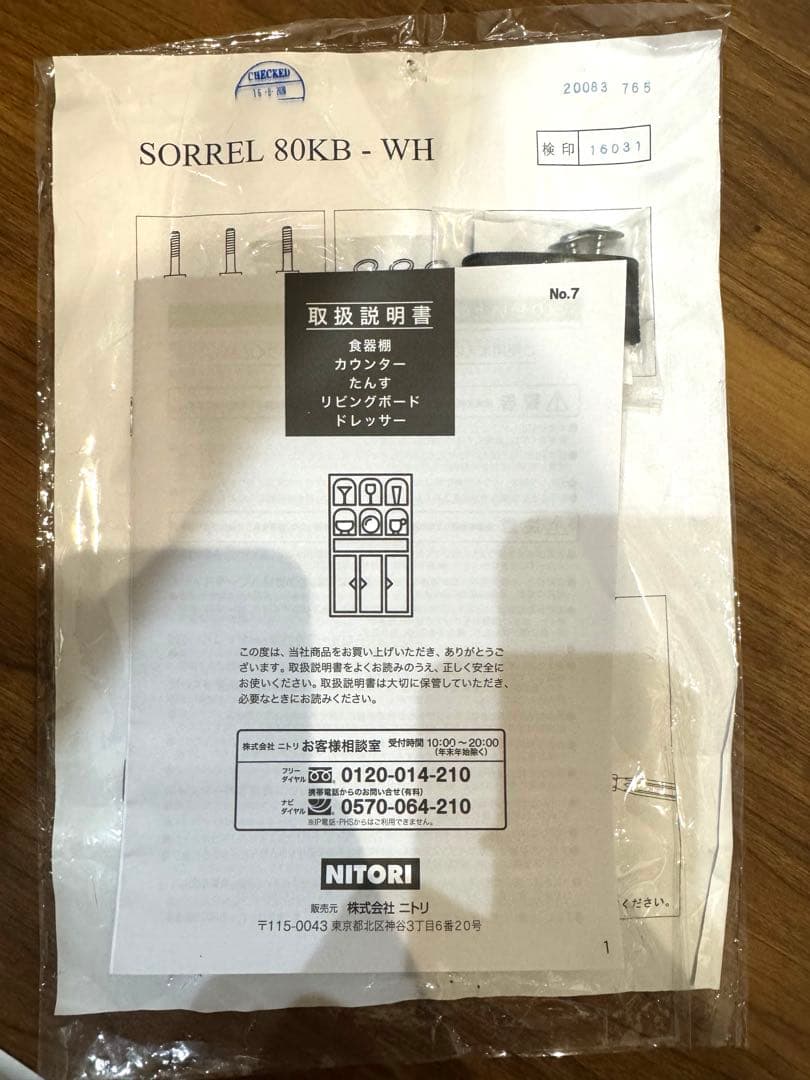 CHECKED
20083 765
SORREL 80KB - WH
検印 16031
No.7
取扱説明書
食器棚
カウンター
たんす
リビングボード
ドレッサー
この度は、当社商品をお買い上げいただき、ありがとうご
ざいます。取扱説明書をよくお読みのうえ、正しく安全に
お使いください。取扱説明書は大切に保管していただき、
必要なときにお読みください。
株式会社 ニトリ お客様相談室 受付時間 10:00～20:00
(年末年始除く)
フリー
ダイヤル 0120-014-210
携帯電話からのお問い合せ(有料)
ナビ
ダイヤル 0570-064-210
※IP電話・PHSからはご利用できません。
NITORI
販売元 株式会社 ニトリ
〒115-0043 東京都北区神谷3丁目6番20号
ください。
1